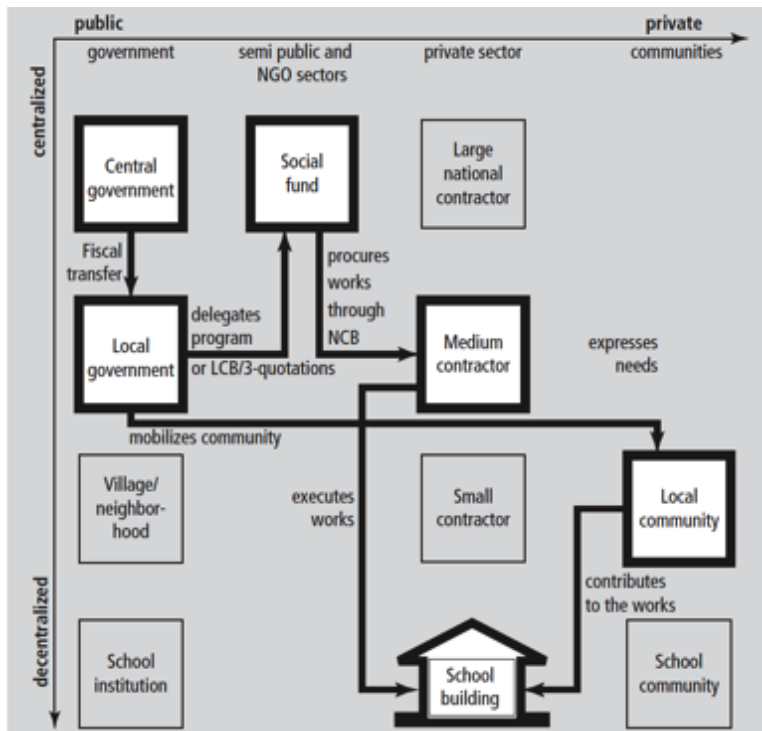 public
private
government
semi public and
NGO sectors
private sector
communities
centralized
Central
government
Social
fund
Large
national
contractor
Fiscal
transfer
procures
works
through
NCB
delegates
program
or LCB/3-quotations
Local
government
Medium
contractor
expresses
needs
mobilizes community
Village/
neighbor-
hood
executes
works
Small
contractor
Local
community
contributes
to the works
decentralized
School
institution
School
building
School
community